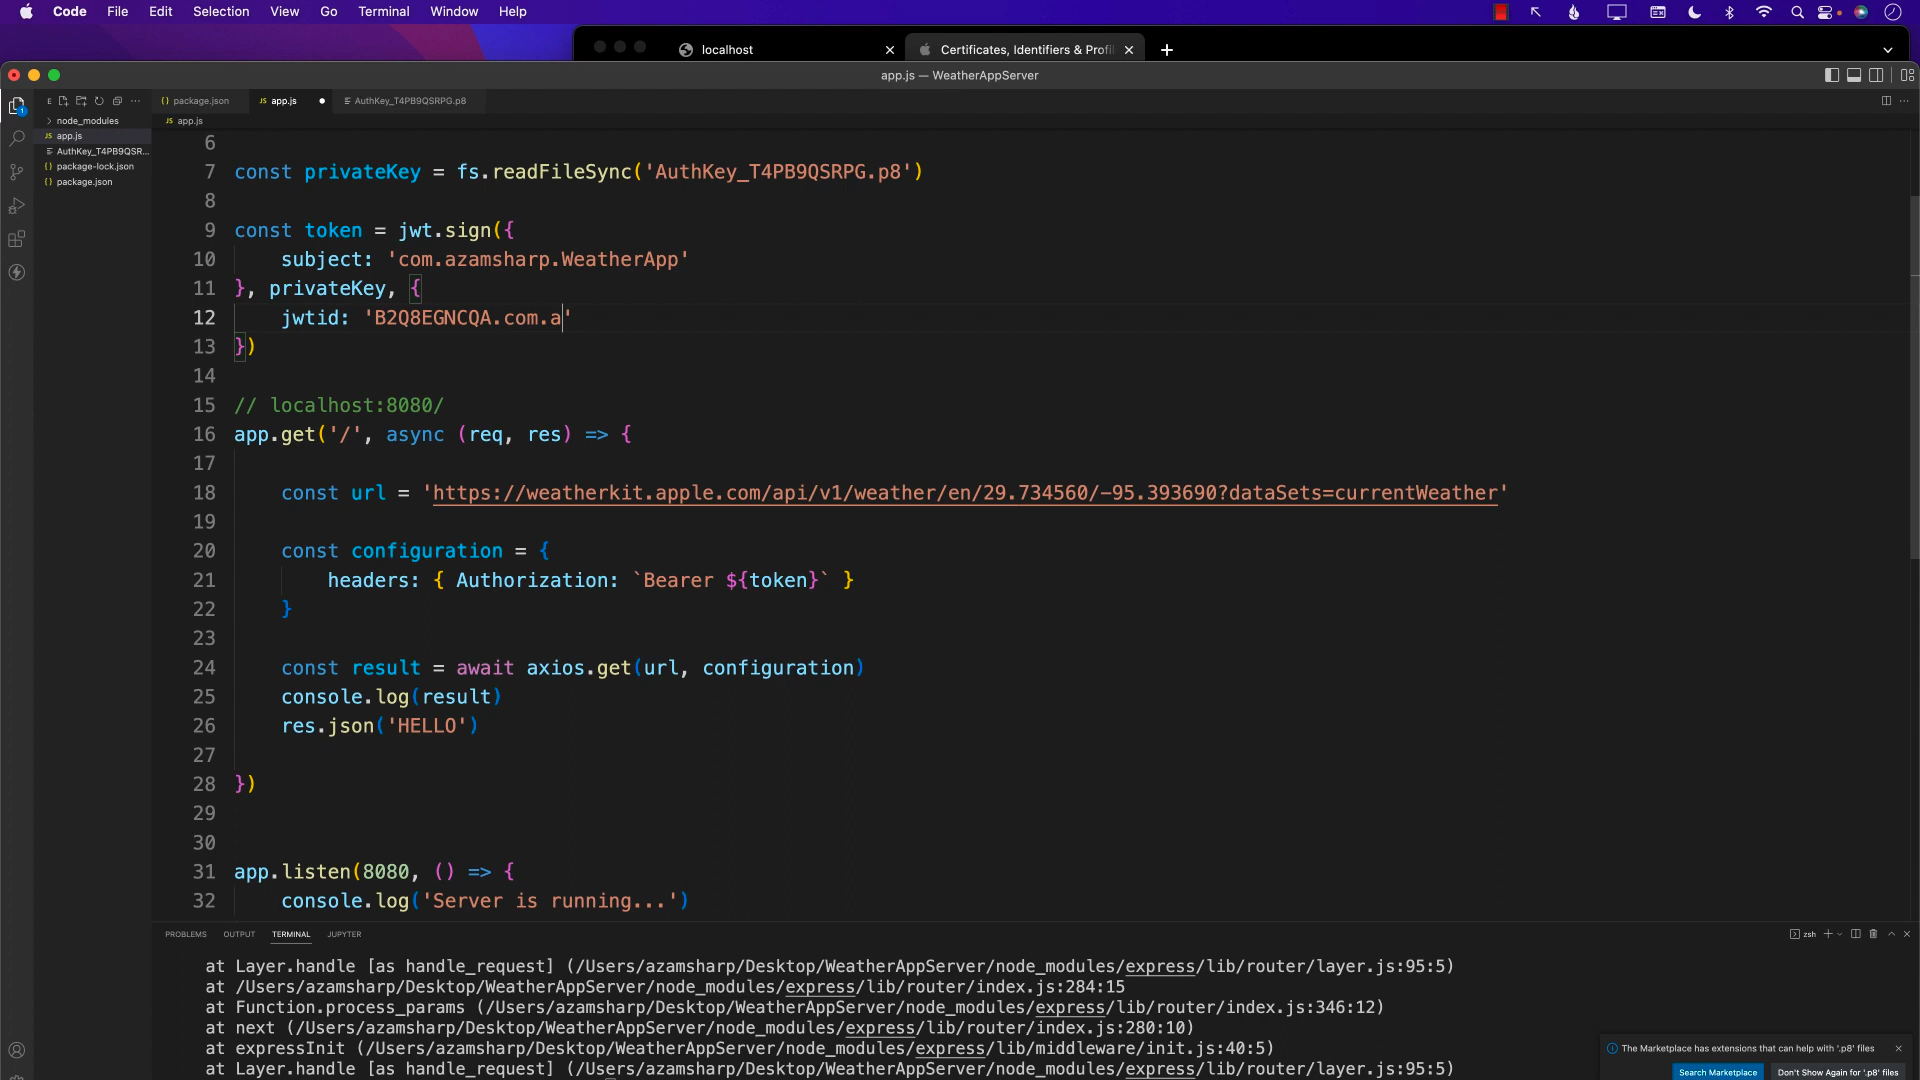 Code File Edit Selection View Go Terminal Window Help
localhost
Certificates, Identifiers & Profi
app.js — WeatherAppServer
E
package.json
app.js
AuthKey_T4PB9QSRPG.p8
node_modules
app.js
AuthKey_T4PB9QSR...
package-lock.json
package.json
app.js
6
7 const privateKey = fs.readFileSync('AuthKey_T4PB9QSRPG.p8')
8
9 const token = jwt.sign({
10 subject: 'com.azamsharp.WeatherApp'
11 }, privateKey, {
12 jwtid: 'B2Q8EGNCQA.com.a'
13 })
14
15 // localhost:8080/
16 app.get('/', async (req, res) => {
17
18 const url = 'https://weatherkit.apple.com/api/v1/weather/en/29.734560/-95.393690?dataSets=currentWeather'
19
20 const configuration = {
21 headers: { Authorization: `Bearer ${token}` }
22 }
23
24 const result = await axios.get(url, configuration)
25 console.log(result)
26 res.json('HELLO')
27
28 })
29
30
31 app.listen(8080, () => {
32 console.log('Server is running...')
PROBLEMS OUTPUT TERMINAL JUPYTER
zsh
at Layer.handle [as handle_request] (/Users/azamsharp/Desktop/WeatherAppServer/node_modules/express/lib/router/layer.js:95:5)
at /Users/azamsharp/Desktop/WeatherAppServer/node_modules/express/lib/router/index.js:284:15
at Function.process_params (/Users/azamsharp/Desktop/WeatherAppServer/node_modules/express/lib/router/index.js:346:12)
at next (/Users/azamsharp/Desktop/WeatherAppServer/node_modules/express/lib/router/index.js:280:10)
at expressInit (/Users/azamsharp/Desktop/WeatherAppServer/node_modules/express/lib/middleware/init.js:40:5)
at Layer.handle [as handle_request] (/Users/azamsharp/Desktop/WeatherAppServer/node_modules/express/lib/router/layer.js:95:5)
The Marketplace has extensions that can help with '.p8' files
Search Marketplace
Don't Show Again for '.p8' files